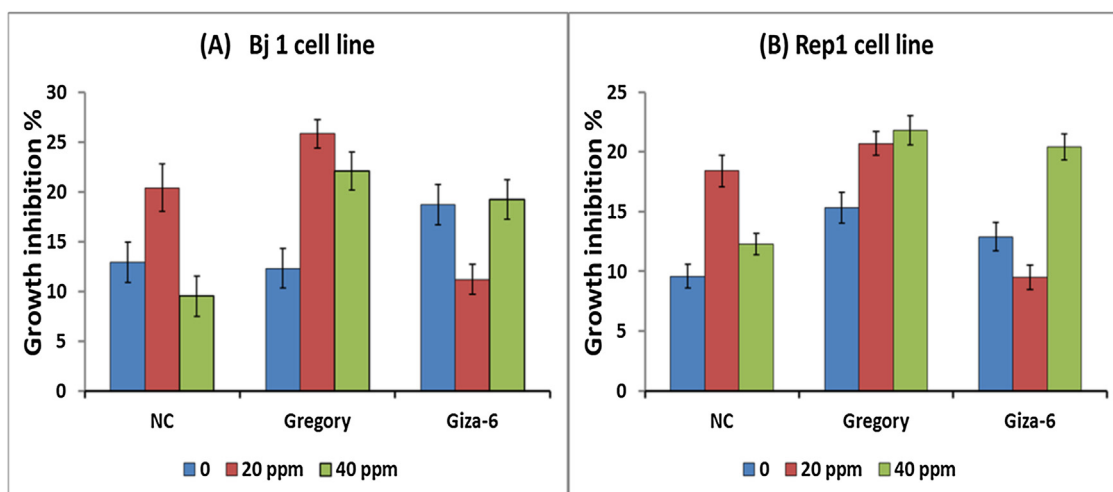 (A) Bj 1 cell line
Growth inhibition %
30
25
20
15
10
5
0
NC Gregory Giza-6
0 20 ppm 40 ppm
(B) Rep1 cell line
Growth inhibition %
25
20
15
10
5
0
NC Gregory Giza-6
0 20 ppm 40 ppm